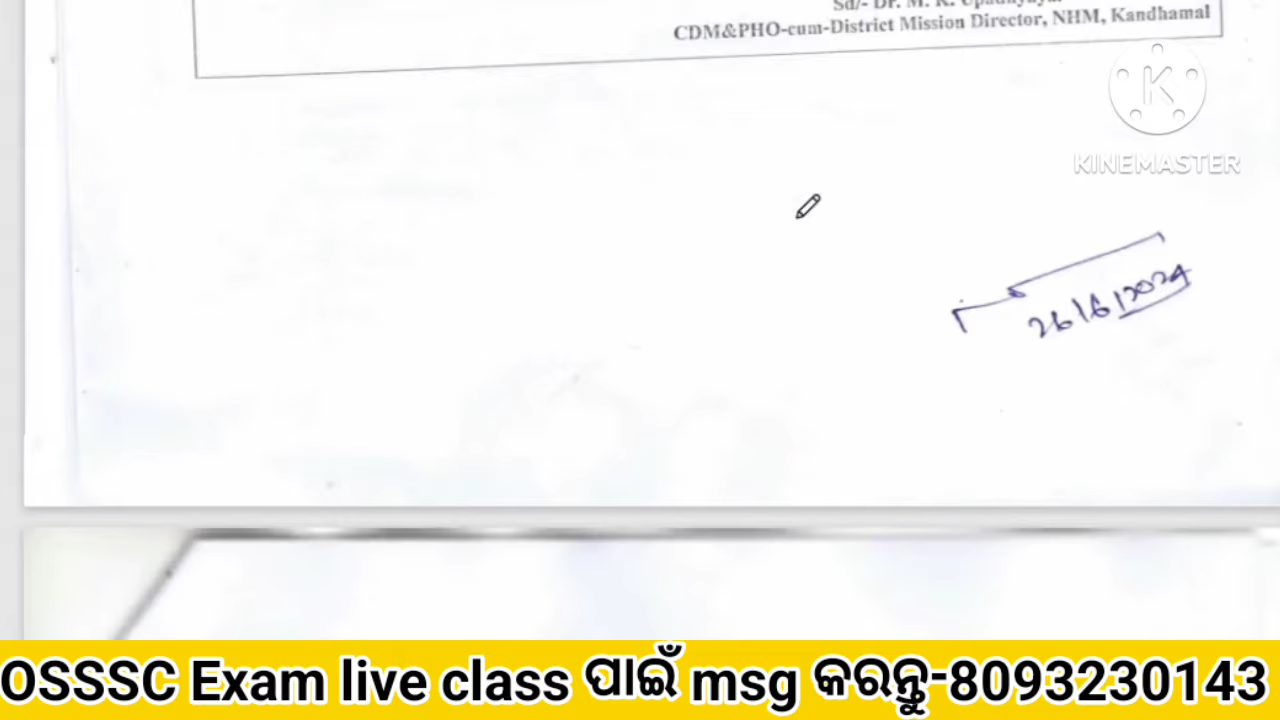 Sd/- Dr. M. K. Upadhyay
CDM&PHO-cum-District Mission Director, NHM, Kandhamal
K
KINEMASTER
26/6/2024
OSSSC Exam live class ପାଇଁ msg କରନ୍ତୁ-8093230143